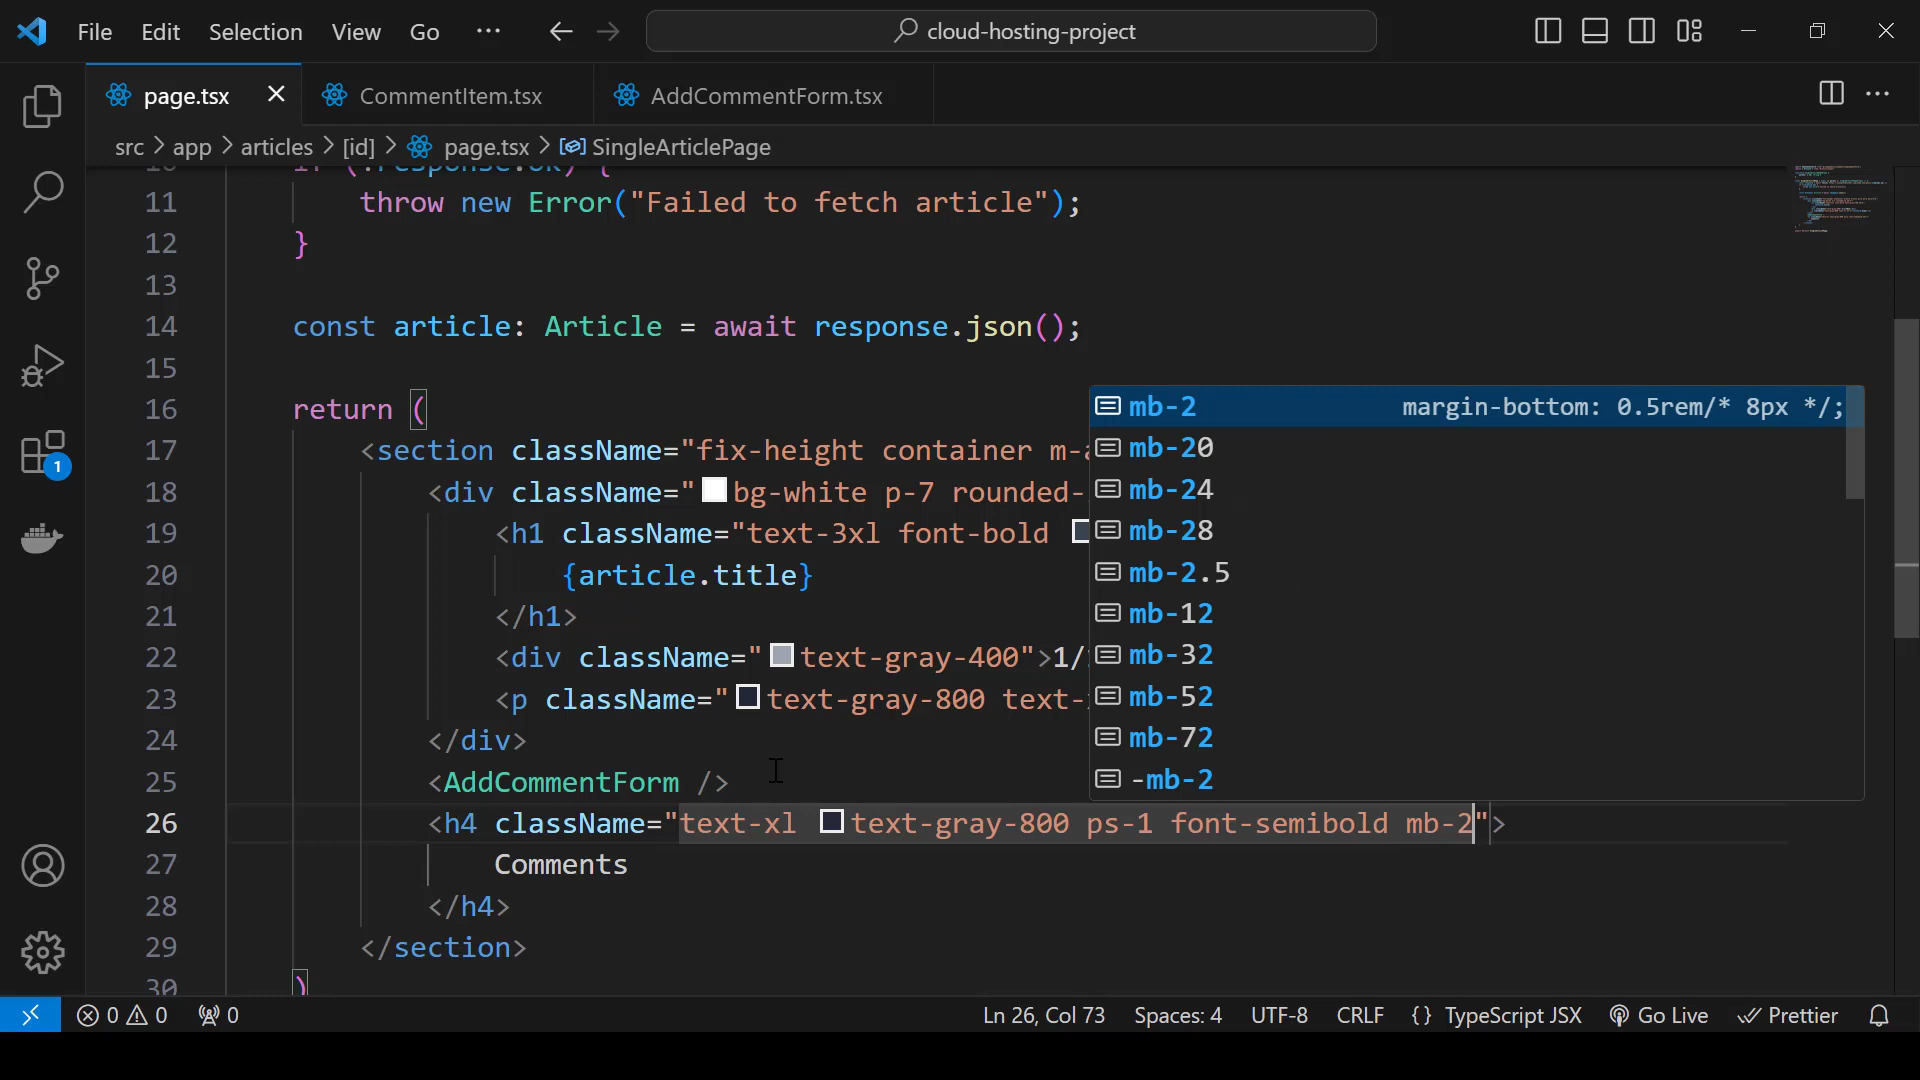 File Edit Selection View Go ··· cloud-hosting-project
page.tsx CommentItem.tsx AddCommentForm.tsx
src > app > articles > [id] > page.tsx > SingleArticlePage
11 throw new Error("Failed to fetch article");
12 }
13
14 const article: Article = await response.json();
15
16 return (
17 <section className="fix-height container
18 <div className="bg-white p-7
19 <h1 className="text-3xl font-bold
20 {article.title}
21 </h1>
22 <div className="text-gray-400">1/
23 <p className="text-gray-800
24 </div>
25 <AddCommentForm />
26 <h4 className="text-xl text-gray-800 ps-1 font-semibold mb-2">
27 Comments
28 </h4>
29 </section>
30 )
mb-2 margin-bottom: 0.5rem/* 8px */;
mb-20
mb-24
mb-28
mb-2.5
mb-12
mb-32
mb-52
mb-72
-mb-2
1
0 0 0 Ln 26, Col 73 Spaces: 4 UTF-8 CRLF {} TypeScript JSX Go Live Prettier